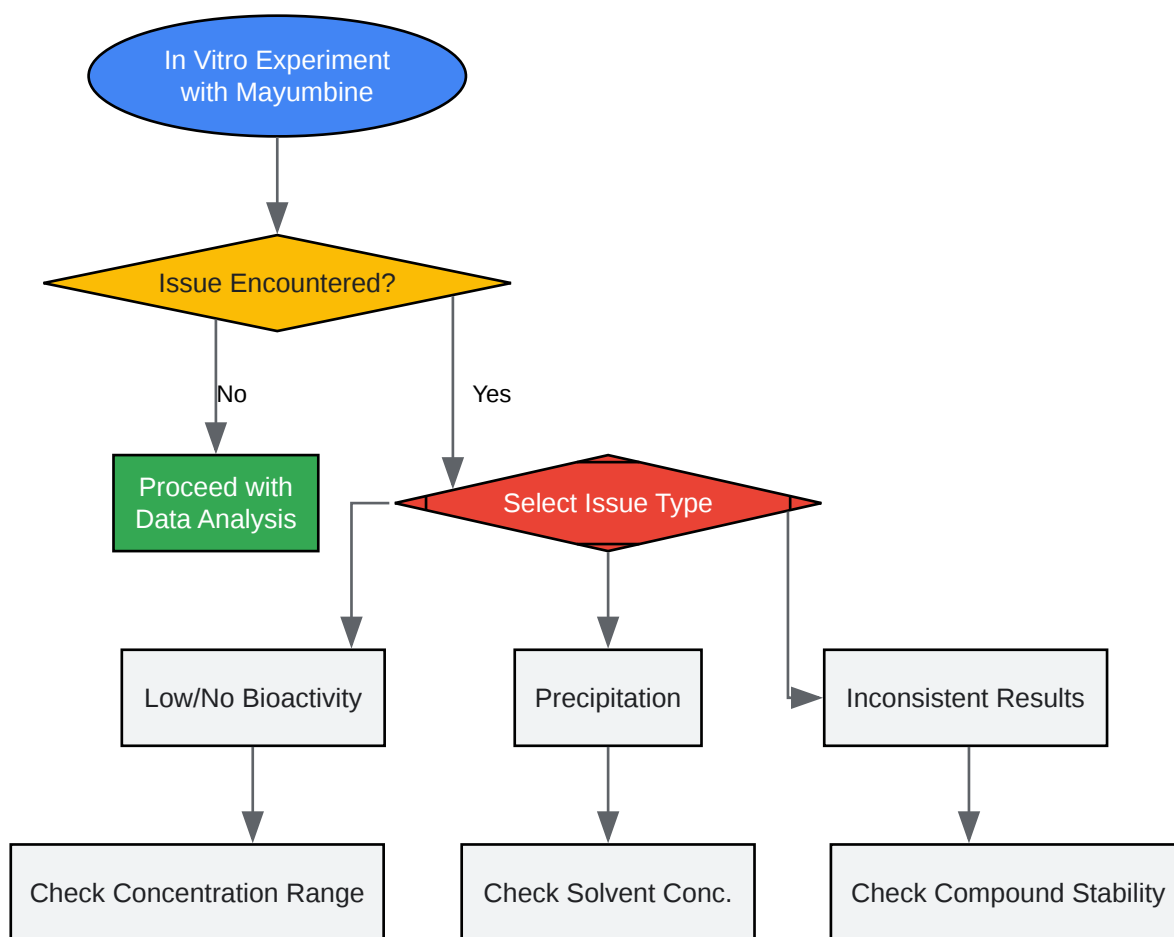 In Vitro Experiment
with Mayumbine
Issue Encountered?
No
Yes
Proceed with
Data Analysis
Select Issue Type
Low/No Bioactivity
Precipitation
Inconsistent Results
Check Concentration Range
Check Solvent Conc.
Check Compound Stability